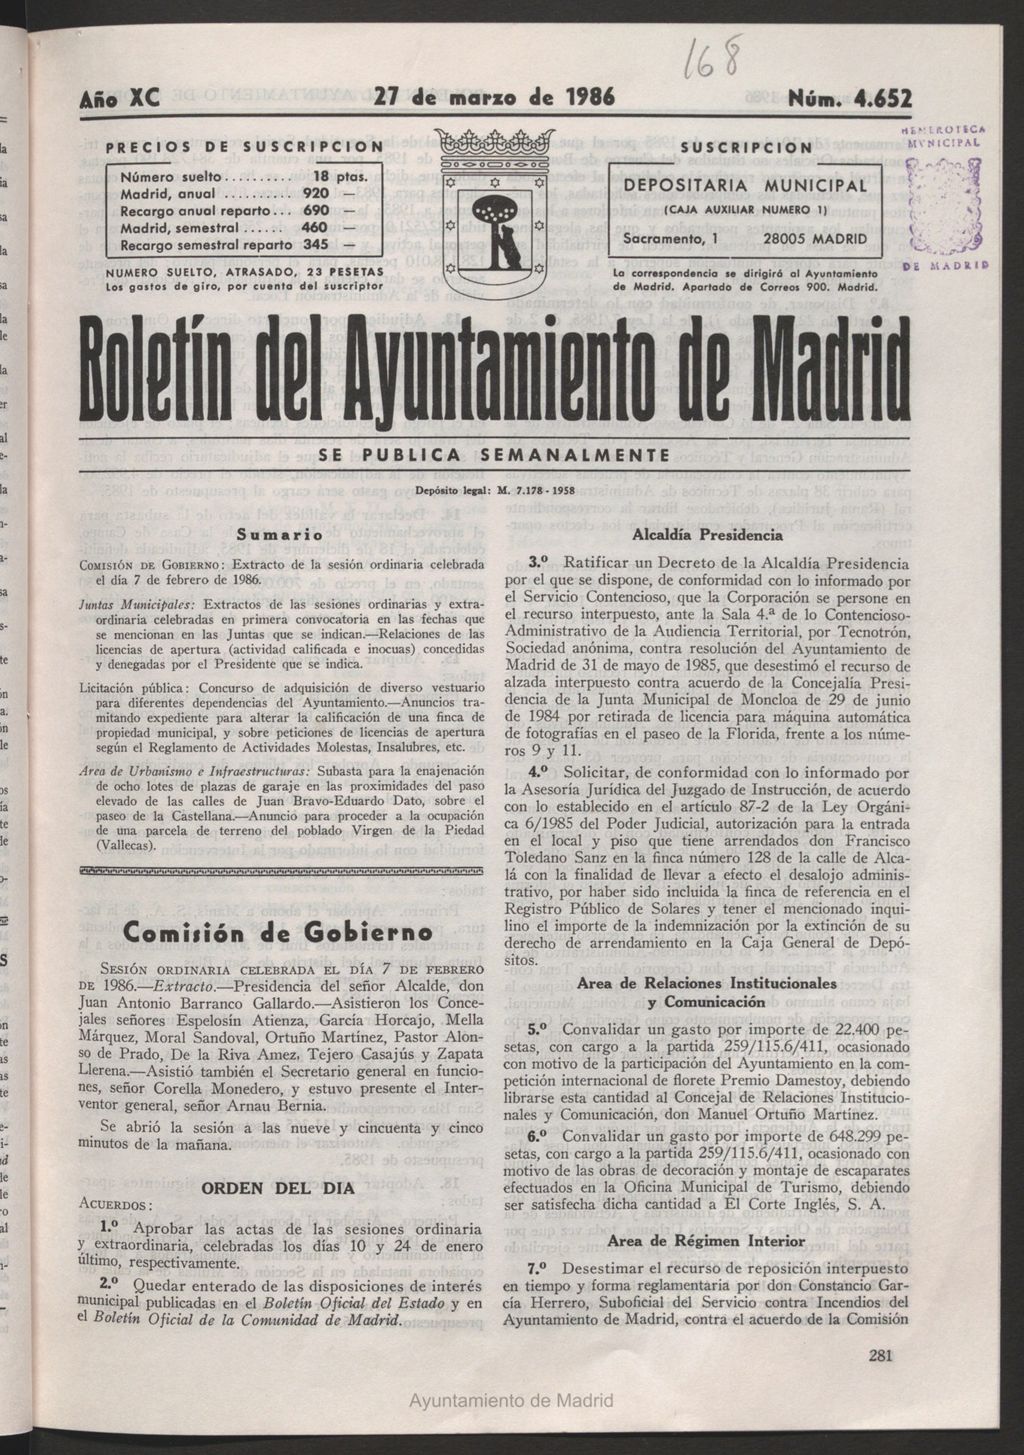 168
Año XC 27 de marzo de 1986 Núm. 4.652
HEMEROTECA
MVNICIPAL
DE MADRID
PRECIOS DE SUSCRIPCION
Número suelto.......... 18 ptas.
Madrid, anual .......... 920 —
Recargo anual reparto... 690 —
Madrid, semestral ...... 460 —
Recargo semestral reparto 345 —
NUMERO SUELTO, ATRASADO, 23 PESETAS
Los gastos de giro, por cuenta del suscriptor
SUSCRIPCION
DEPOSITARIA MUNICIPAL
(CAJA AUXILIAR NUMERO 1)
Sacramento, 1 28005 MADRID
La correspondencia se dirigirá al Ayuntamiento
de Madrid. Apartado de Correos 900. Madrid.
Boletín del Ayuntamiento de Madrid
SE PUBLICA SEMANALMENTE
Depósito legal: M. 7.178 - 1958
Sumario
COMISIÓN DE GOBIERNO: Extracto de la sesión ordinaria celebrada
el día 7 de febrero de 1986.
Juntas Municipales: Extractos de las sesiones ordinarias y extra-
ordinaria celebradas en primera convocatoria en las fechas que
se mencionan en las Juntas que se indican.—Relaciones de las
licencias de apertura (actividad calificada e inocuas) concedidas
y denegadas por el Presidente que se indica.
Licitación pública: Concurso de adquisición de diverso vestuario
para diferentes dependencias del Ayuntamiento.—Anuncios tra-
mitando expediente para alterar la calificación de una finca de
propiedad municipal, y sobre peticiones de licencias de apertura
según el Reglamento de Actividades Molestas, Insalubres, etc.
Area de Urbanismo e Infraestructuras: Subasta para la enajenación
de ocho lotes de plazas de garaje en las proximidades del paso
elevado de las calles de Juan Bravo-Eduardo Dato, sobre el
paseo de la Castellana.—Anunció para proceder a la ocupación
de una parcela de terreno del poblado Virgen de la Piedad
(Vallecas).
Comisión de Gobierno
SESIÓN ORDINARIA CELEBRADA EL DÍA 7 DE FEBRERO
DE 1986.—Extracto.—Presidencia del señor Alcalde, don
Juan Antonio Barranco Gallardo.—Asistieron los Conce-
jales señores Espelosín Atienza, García Horcajo, Mella
Márquez, Moral Sandoval, Ortuño Martínez, Pastor Alon-
so de Prado, De la Riva Amez, Tejero Casajús y Zapata
Llerena.—Asistió también el Secretario general en funcio-
nes, señor Corella Monedero, y estuvo presente el Inter-
ventor general, señor Arnau Bernia.
Se abrió la sesión a las nueve y cincuenta y cinco
minutos de la mañana.
ORDEN DEL DIA
ACUERDOS:
1.º Aprobar las actas de las sesiones ordinaria
y extraordinaria, celebradas los días 10 y 24 de enero
último, respectivamente.
2.º Quedar enterado de las disposiciones de interés
municipal publicadas en el Boletín Oficial del Estado y en
el Boletín Oficial de la Comunidad de Madrid.
Alcaldía Presidencia
3.º Ratificar un Decreto de la Alcaldía Presidencia
por el que se dispone, de conformidad con lo informado por
el Servicio Contencioso, que la Corporación se persone en
el recurso interpuesto, ante la Sala 4.ª de lo Contencioso-
Administrativo de la Audiencia Territorial, por Tecnotrón,
Sociedad anónima, contra resolución del Ayuntamiento de
Madrid de 31 de mayo de 1985, que desestimó el recurso de
alzada interpuesto contra acuerdo de la Concejalía Presi-
dencia de la Junta Municipal de Moncloa de 29 de junio
de 1984 por retirada de licencia para máquina automática
de fotografías en el paseo de la Florida, frente a los núme-
ros 9 y 11.
4.º Solicitar, de conformidad con lo informado por
la Asesoría Jurídica del Juzgado de Instrucción, de acuerdo
con lo establecido en el artículo 87-2 de la Ley Orgáni-
ca 6/1985 del Poder Judicial, autorización para la entrada
en el local y piso que tiene arrendados don Francisco
Toledano Sanz en la finca número 128 de la calle de Alca-
lá con la finalidad de llevar a efecto el desalojo adminis-
trativo, por haber sido incluida la finca de referencia en el
Registro Público de Solares y tener el mencionado inqui-
lino el importe de la indemnización por la extinción de su
derecho de arrendamiento en la Caja General de Depó-
sitos.
Area de Relaciones Institucionales
y Comunicación
5.º Convalidar un gasto por importe de 22.400 pe-
setas, con cargo a la partida 259/115.6/411, ocasionado
con motivo de la participación del Ayuntamiento en la com-
petición internacional de florete Premio Damestoy, debiendo
librarse esta cantidad al Concejal de Relaciones Institucio-
nales y Comunicación, don Manuel Ortuño Martínez.
6.º Convalidar un gasto por importe de 648.299 pe-
setas, con cargo a la partida 259/115.6/411, ocasionado con
motivo de las obras de decoración y montaje de escaparates
efectuados en la Oficina Municipal de Turismo, debiendo
ser satisfecha dicha cantidad a El Corte Inglés, S. A.
Area de Régimen Interior
7.º Desestimar el recurso de reposición interpuesto
en tiempo y forma reglamentaria por don Constancio Gar-
cía Herrero, Suboficial del Servicio contra Incendios del
Ayuntamiento de Madrid, contra el acuerdo de la Comisión
281
Ayuntamiento de Madrid